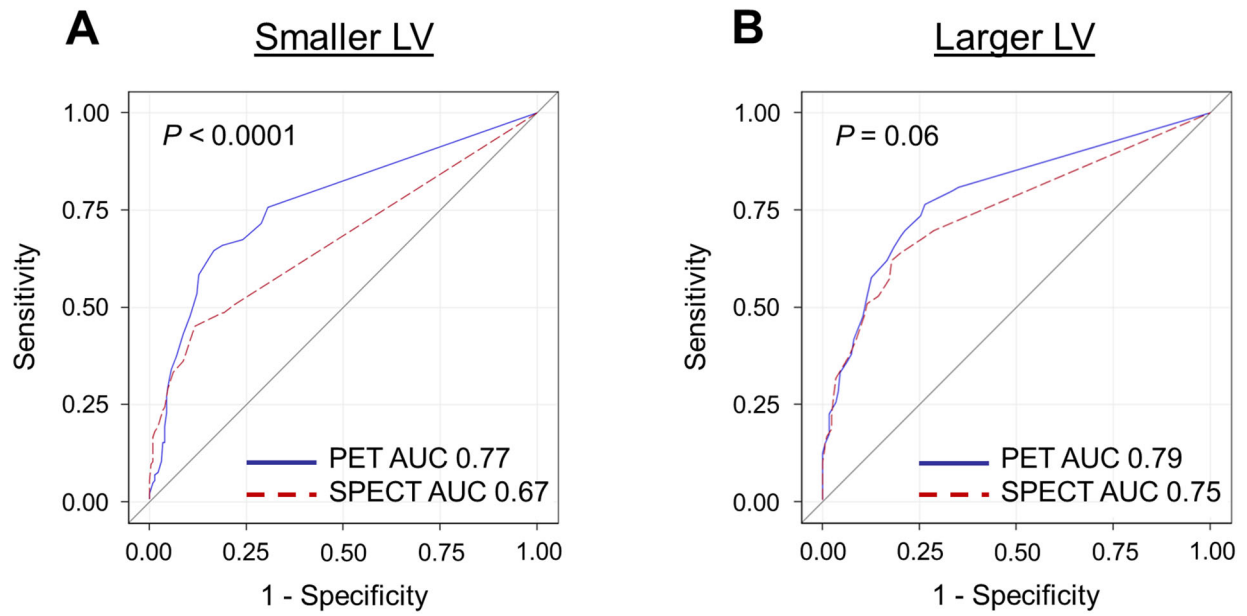 A
Smaller LV
P < 0.0001
1.00
0.75
0.50
0.25
0.00
Sensitivity
PET AUC 0.77
SPECT AUC 0.67
0.00 0.25 0.50 0.75 1.00
1 - Specificity
B
Larger LV
P = 0.06
1.00
0.75
0.50
0.25
0.00
Sensitivity
PET AUC 0.79
SPECT AUC 0.75
0.00 0.25 0.50 0.75 1.00
1 - Specificity